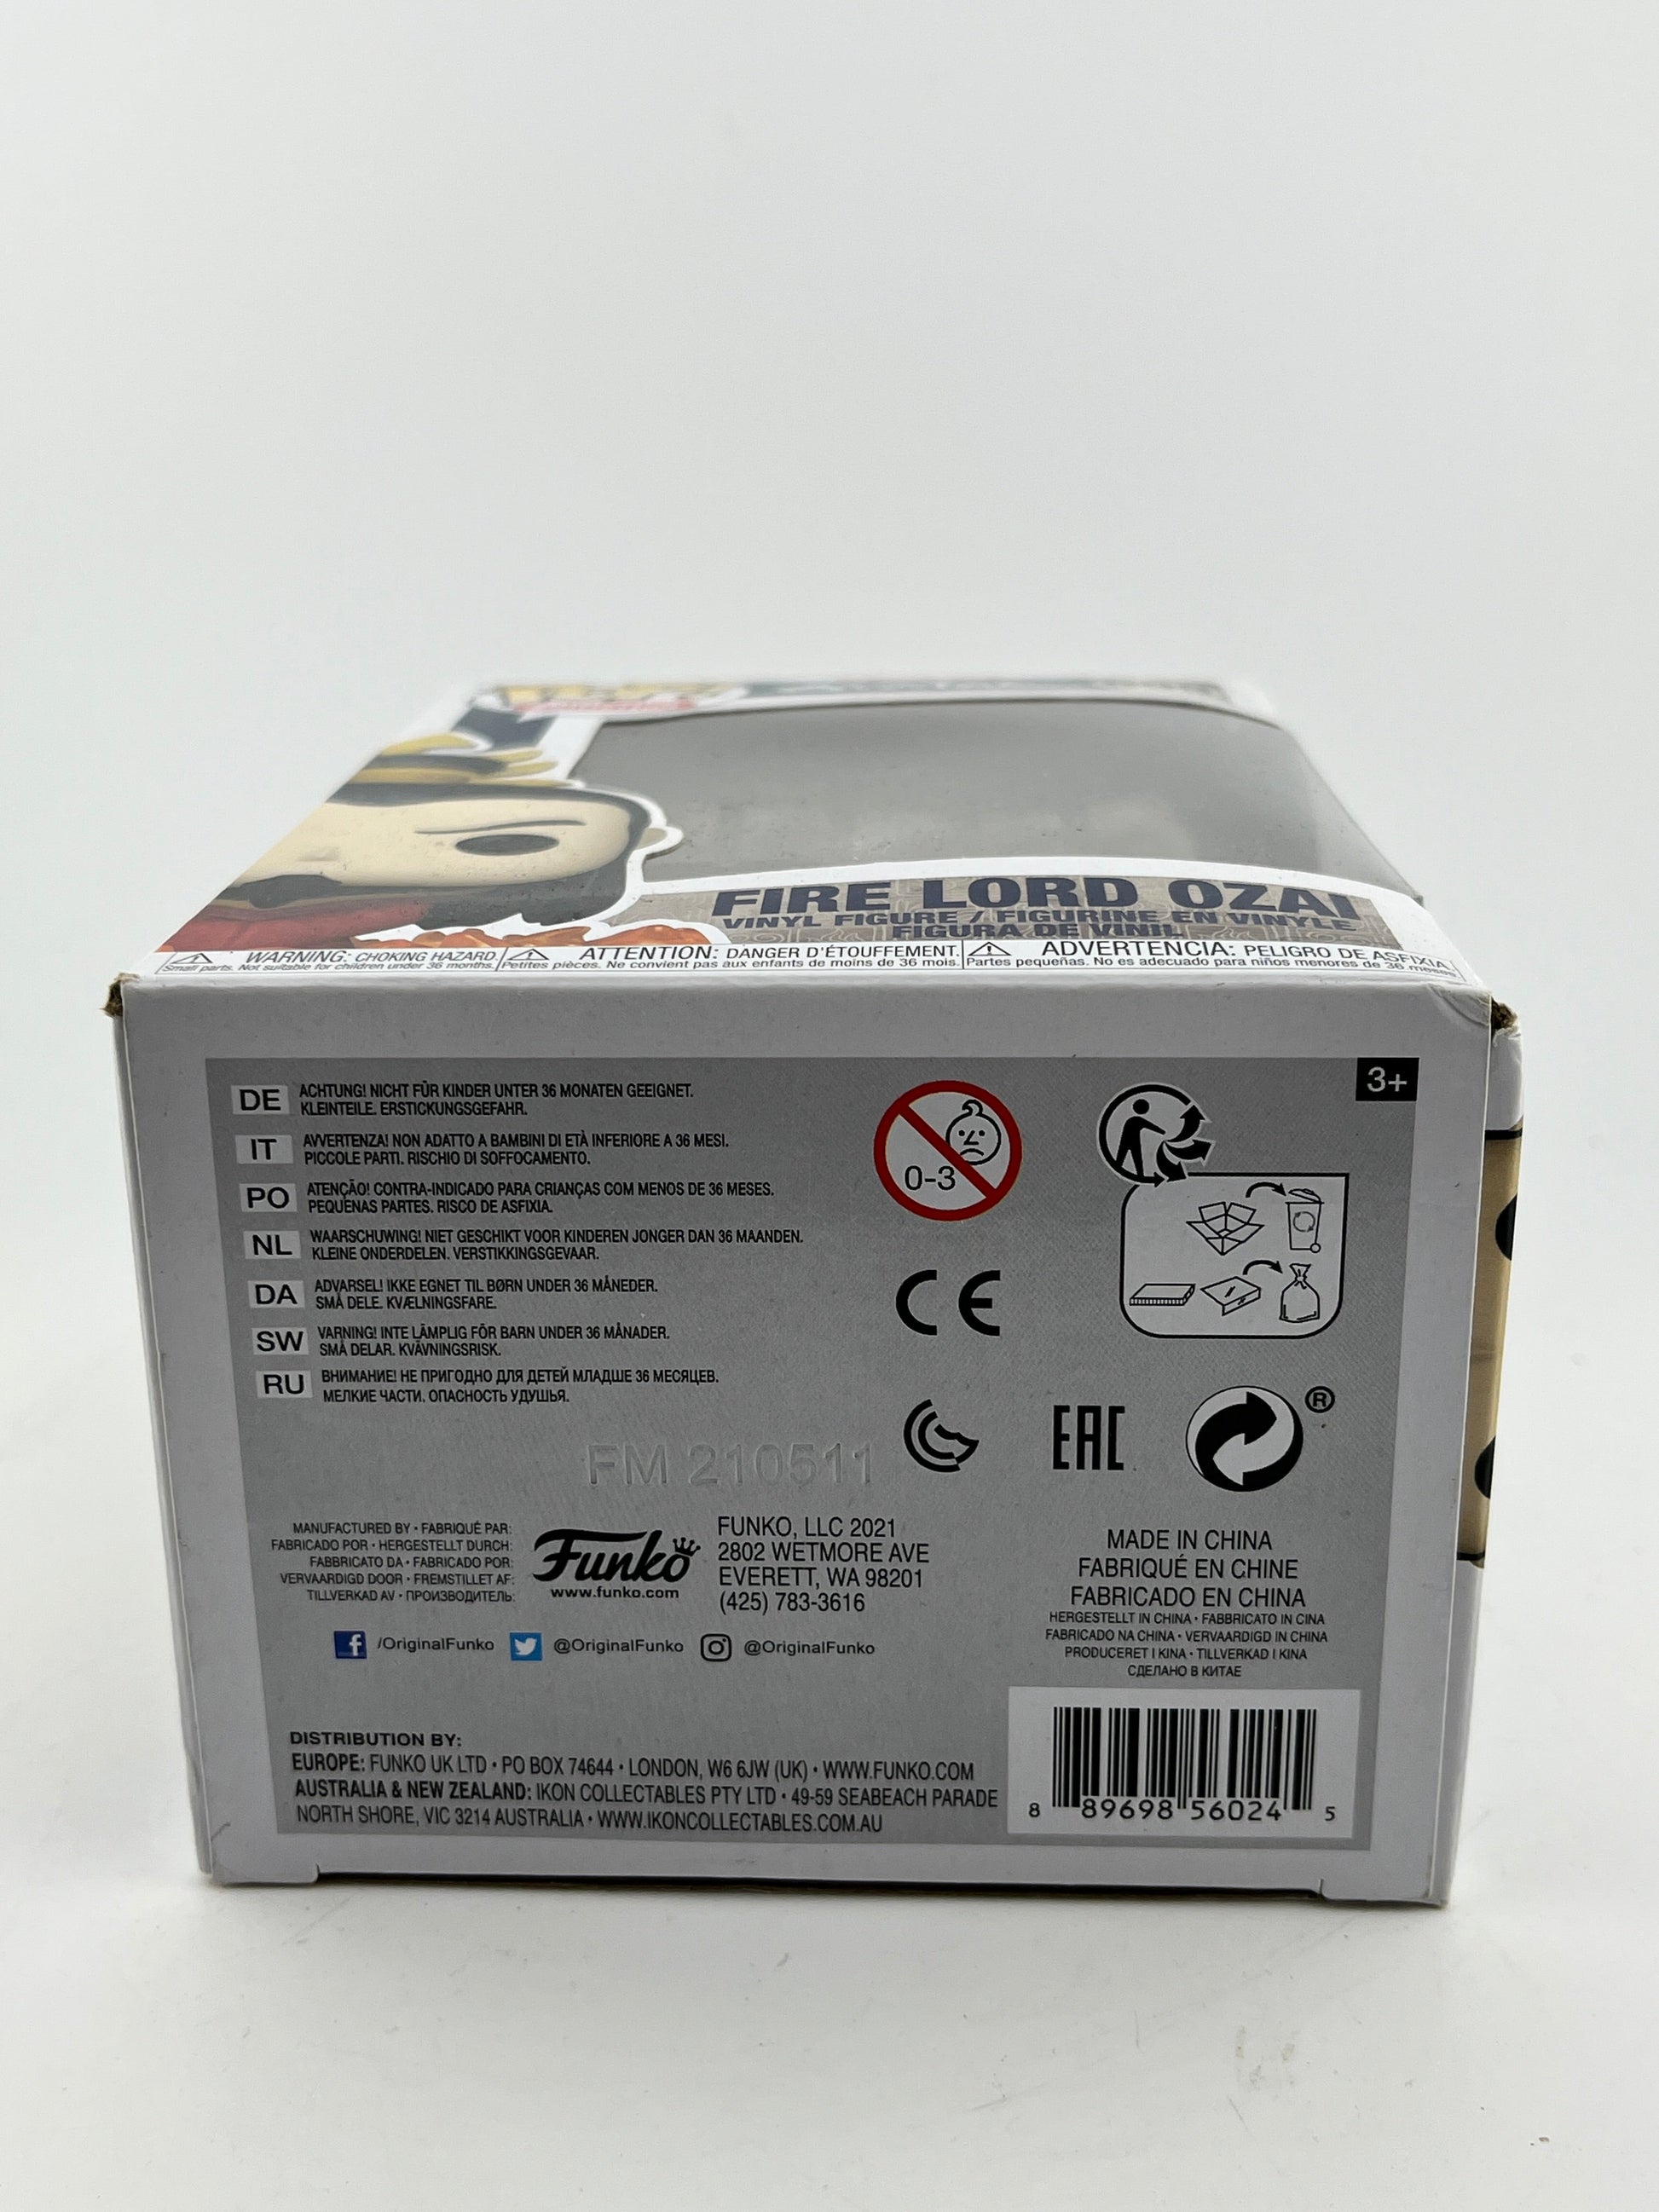 FIRE LORD OZAI
VINYL FIGURE / FIGURINE EN VINYLE
FIGURA DE VINIL
WARNING: CHOKING HAZARD.
Small parts. Not suitable for children under 36 months.
ATTENTION: DANGER D'ÉTOUFFEMENT.
Petites pièces. Ne convient pas aux enfants de moins de 36 mois.
ADVERTENCIA: PELIGRO DE ASFIXIA.
Partes pequeñas. No es adecuado para niños menores de 36 meses.
3+
DE ACHTUNG! NICHT FÜR KINDER UNTER 36 MONATEN GEEIGNET.
KLEINTEILE. ERSTICKUNGSGEFAHR.
IT AVVERTENZA! NON ADATTO A BAMBINI DI ETÀ INFERIORE A 36 MESI.
PICCOLE PARTI. RISCHIO DI SOFFOCAMENTO.
PO ATENÇÃO! CONTRA-INDICADO PARA CRIANÇAS COM MENOS DE 36 MESES.
PEQUENAS PARTES. RISCO DE ASFIXIA.
NL WAARSCHUWING! NIET GESCHIKT VOOR KINDEREN JONGER DAN 36 MAANDEN.
KLEINE ONDERDELEN. VERSTIKKINGSGEVAAR.
DA ADVARSEL! IKKE EGNET TIL BØRN UNDER 36 MÅNEDER.
SMÅ DELE. KVÆLNINGSFARE.
SW VARNING! INTE LÄMPLIG FÖR BARN UNDER 36 MÅNADER.
SMÅ DELAR. KVÄVNINGSRISK.
RU ВНИМАНИЕ! НЕ ПРИГОДНО ДЛЯ ДЕТЕЙ МЛАДШЕ 36 МЕСЯЦЕВ.
МЕЛКИЕ ЧАСТИ. ОПАСНОСТЬ УДУШЬЯ.
0-3
CE
EAC
®
FM 210511
MANUFACTURED BY • FABRIQUÉ PAR:
FABRICADO POR • HERGESTELLT DURCH:
FABBRICATO DA • FABRICADO POR:
VERVAARDIGD DOOR • FREMSTILLET AF:
TILLVERKAD AV • ПРОИЗВОДИТЕЛЬ:
Funko
www.funko.com
FUNKO, LLC 2021
2802 WETMORE AVE
EVERETT, WA 98201
(425) 783-3616
/OriginalFunko @OriginalFunko @OriginalFunko
MADE IN CHINA
FABRIQUÉ EN CHINE
FABRICADO EN CHINA
HERGESTELLT IN CHINA • FABBRICATO IN CINA
FABRICADO NA CHINA • VERVAARDIGD IN CHINA
PRODUCERET I KINA • TILLVERKAD I KINA
СДЕЛАНО В КИТАЕ
DISTRIBUTION BY:
EUROPE: FUNKO UK LTD • PO BOX 74644 • LONDON, W6 6JW (UK) • WWW.FUNKO.COM
AUSTRALIA & NEW ZEALAND: IKON COLLECTABLES PTY LTD • 49-59 SEABEACH PARADE
NORTH SHORE, VIC 3214 AUSTRALIA • WWW.IKONCOLLECTABLES.COM.AU
8 89698 56024 5